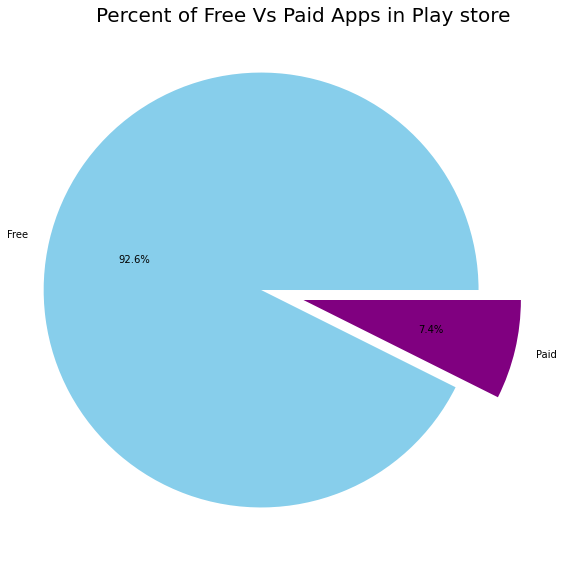 Percent of Free Vs Paid Apps in Play store
Free
92.6%
7.4%
Paid